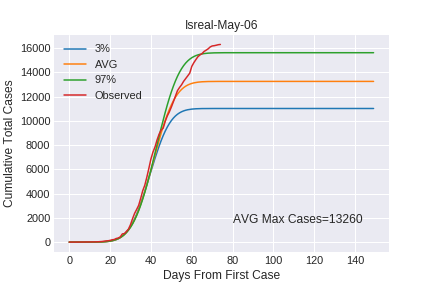 Isreal-May-06
16000
14000
12000
10000
8000
6000
4000
2000
0
Cumulative Total Cases
3%
AVG
97%
Observed
AVG Max Cases=13260
0 20 40 60 80 100 120 140
Days From First Case